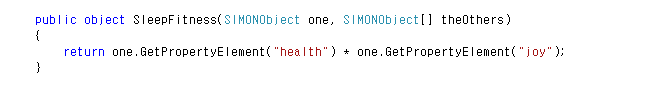 public object SleepFitness(SIMONObject one, SIMONObject[] theOthers)
{
return one.GetPropertyElement("health") * one.GetPropertyElement("joy");
}